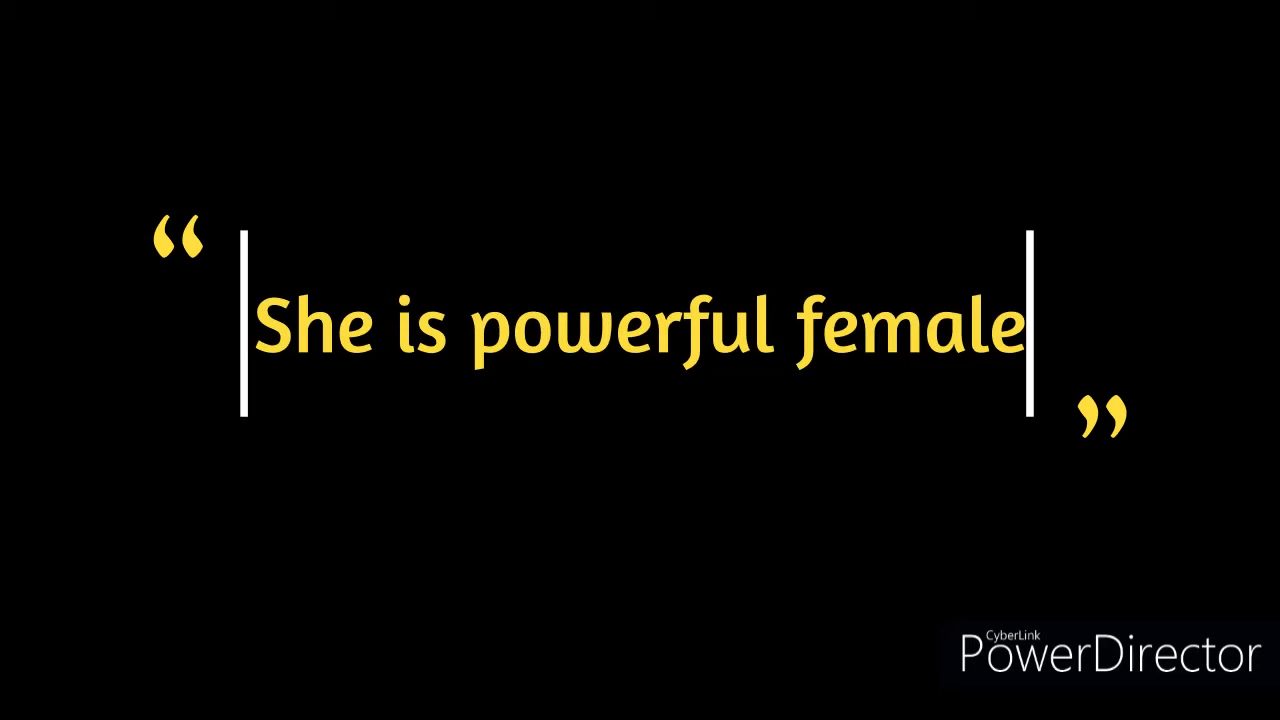 “
She is powerful female
”
CyberLink
PowerDirector